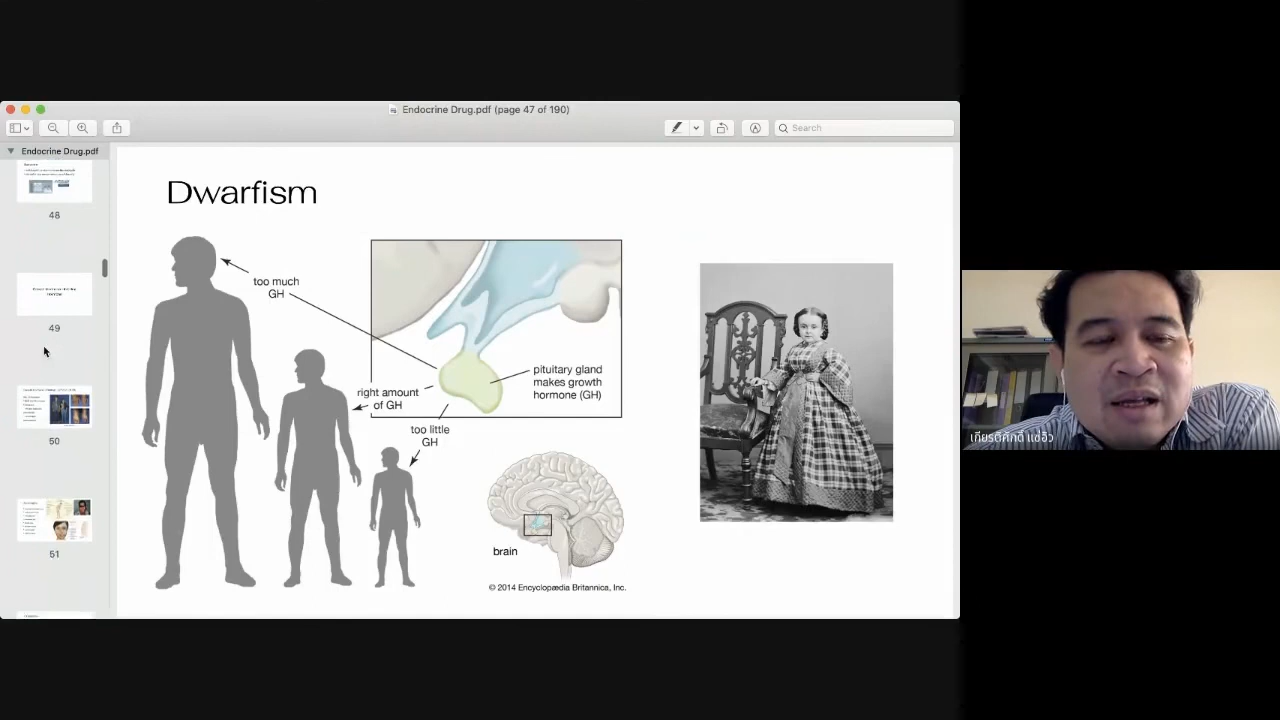 Endocrine Drug.pdf (page 47 of 190)
Search
Endocrine Drug.pdf
48
49
50
51
Dwarfism
too much
GH
right amount
of GH
too little
GH
pituitary gland
makes growth
hormone (GH)
brain
© 2014 Encyclopædia Britannica, Inc.
เกียรติศักดิ์ แซ่อิว